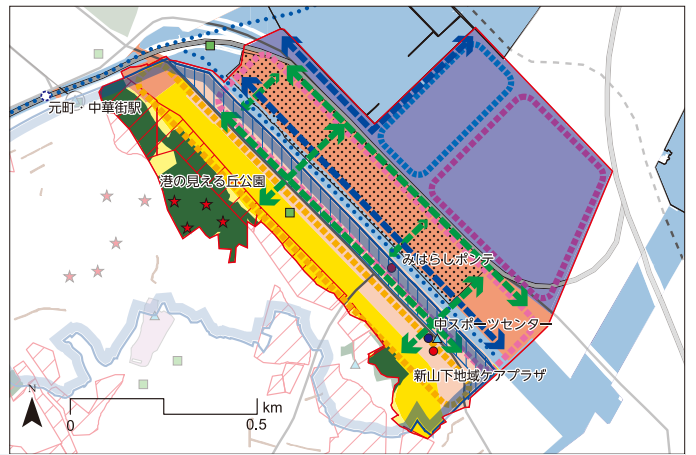 元町・中華街駅
港の見える丘公園
みはらしポンテ
中スポーツセンター
新山下地域ケアプラザ
N
km
0
0.5